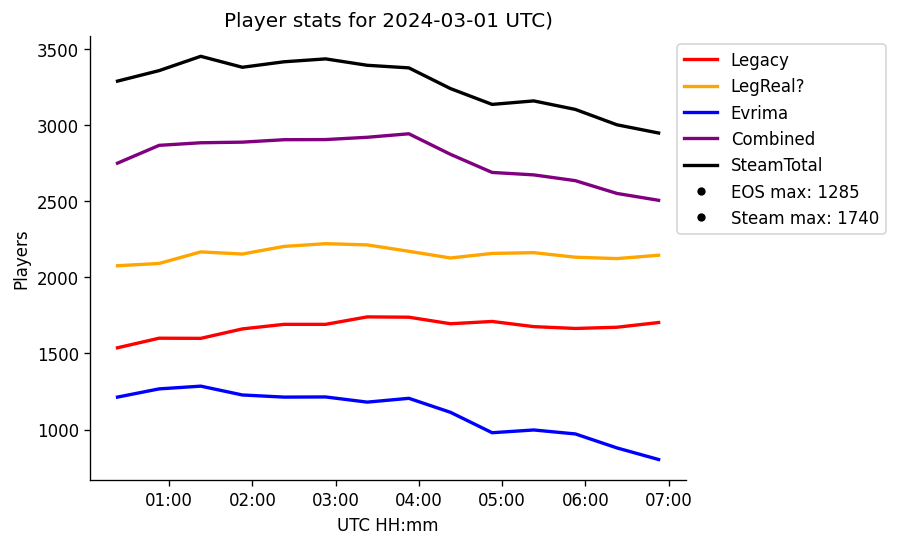 Player stats for 2024-03-01 UTC)
3500
3000
2500
2000
1500
1000
Players
01:00 02:00 03:00 04:00 05:00 06:00 07:00
UTC HH:mm
Legacy
LegReal?
Evrima
Combined
SteamTotal
EOS max: 1285
Steam max: 1740